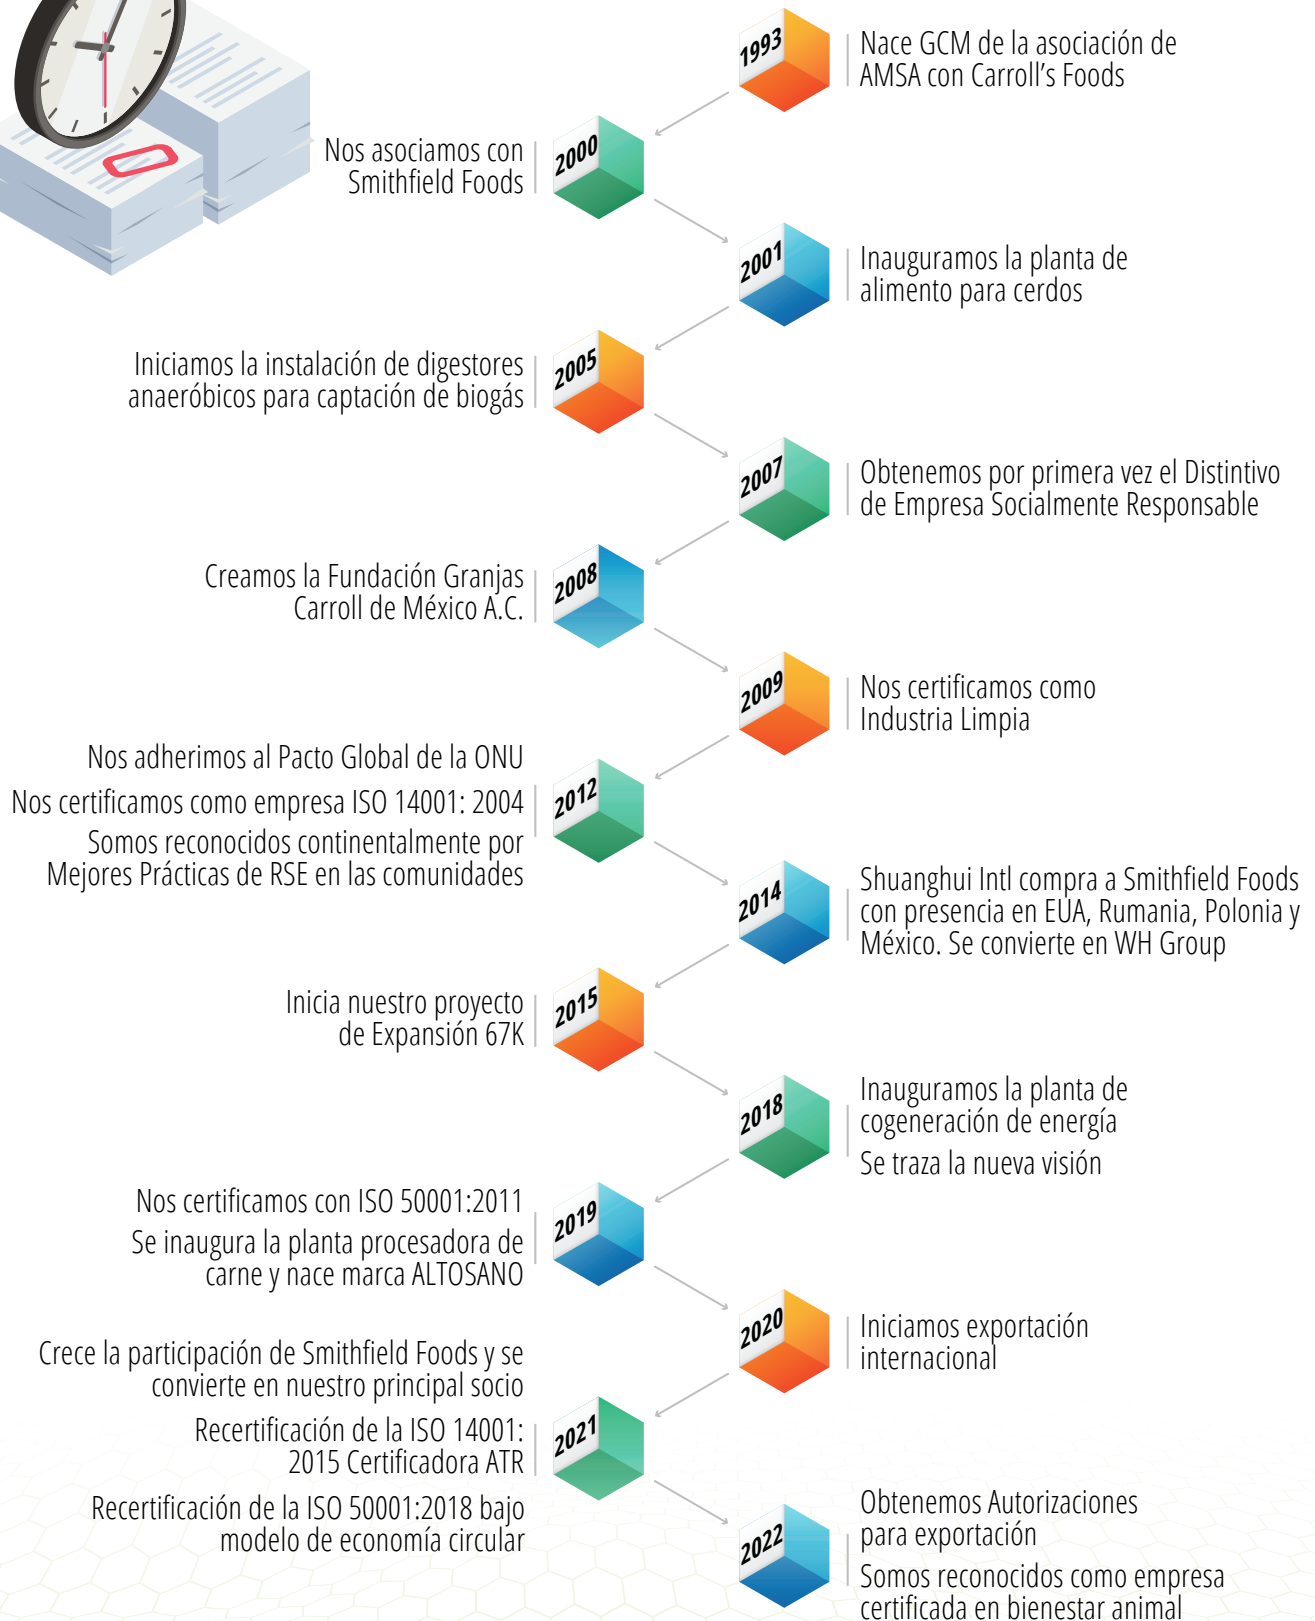 1993
Nace GCM de la asociación de
AMSA con Carroll’s Foods
Nos asociamos con
Smithfield Foods
2000
2001
Inauguramos la planta de
alimento para cerdos
Iniciamos la instalación de digestores
anaeróbicos para captación de biogás
2005
2007
Obtenemos por primera vez el Distintivo
de Empresa Socialmente Responsable
Creamos la Fundación Granjas
Carroll de México A.C.
2008
2009
Nos certificamos como
Industria Limpia
Nos adherimos al Pacto Global de la ONU
Nos certificamos como empresa ISO 14001: 2004
Somos reconocidos continentalmente por
Mejores Prácticas de RSE en las comunidades
2012
2014
Shuanghui Intl compra a Smithfield Foods
con presencia en EUA, Rumania, Polonia y
México. Se convierte en WH Group
Inicia nuestro proyecto
de Expansión 67K
2015
2018
Inauguramos la planta de
cogeneración de energía
Se traza la nueva visión
Nos certificamos con ISO 50001:2011
Se inaugura la planta procesadora de
carne y nace marca ALTOSANO
2019
2020
Iniciamos exportación
internacional
Crece la participación de Smithfield Foods y se
convierte en nuestro principal socio
Recertificación de la ISO 14001:
2015 Certificadora ATR
Recertificación de la ISO 50001:2018 bajo
modelo de economía circular
2021
2022
Obtenemos Autorizaciones
para exportación
Somos reconocidos como empresa
certificada en bienestar animal